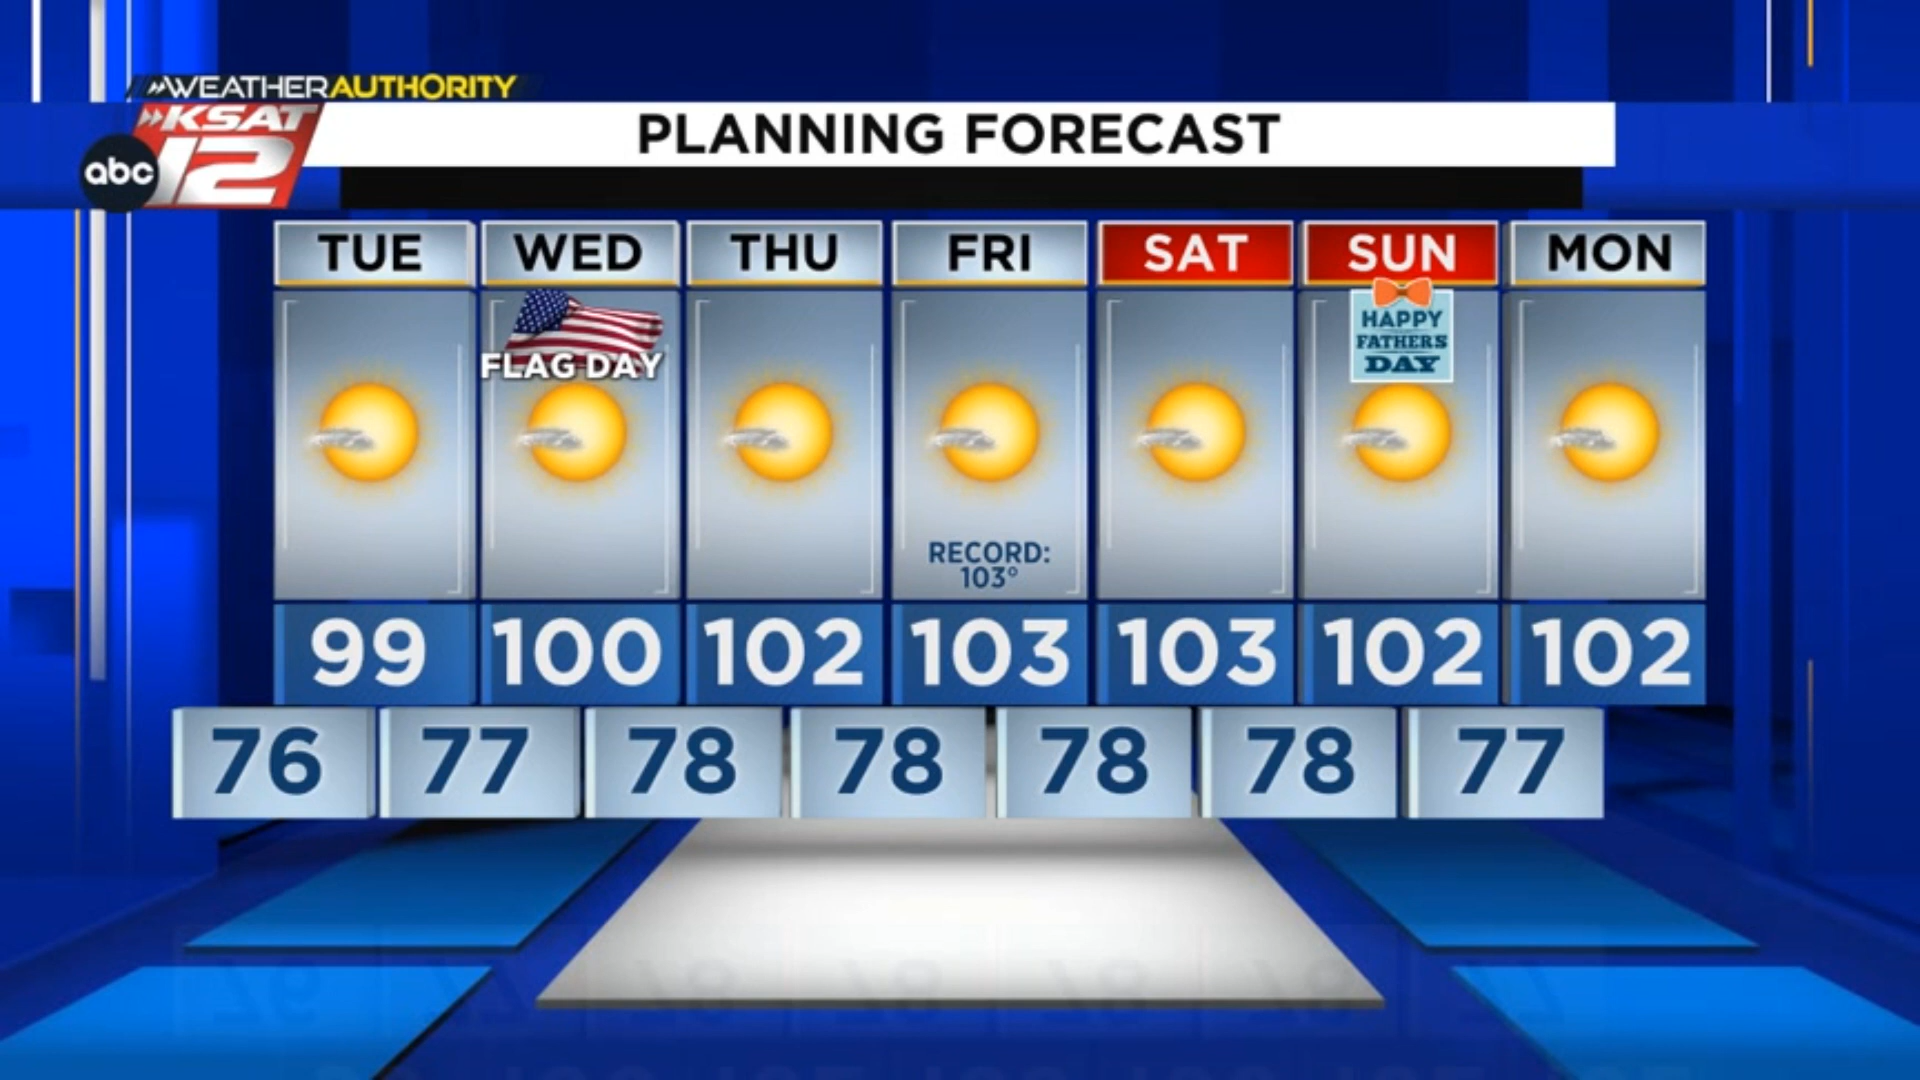 WEATHERAUTHORITY
KSAT
abc 12
PLANNING FORECAST
TUE WED THU FRI SAT SUN MON
FLAG DAY
HAPPY
FATHERS
DAY
RECORD:
103°
99 100 102 103 103 102 102
76 77 78 78 78 78 77